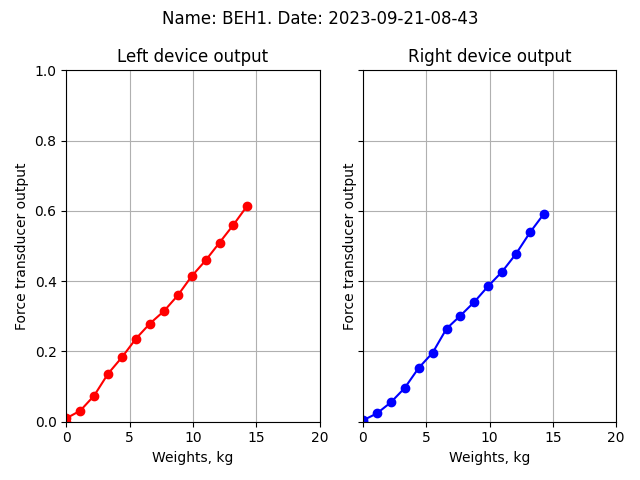 Name: BEH1. Date: 2023-09-21-08-43
Left device output
Right device output
1.0
0.8
0.6
0.4
0.2
0.0
Force transducer output
Force transducer output
0 5 10 15 20
0 5 10 15 20
Weights, kg
Weights, kg